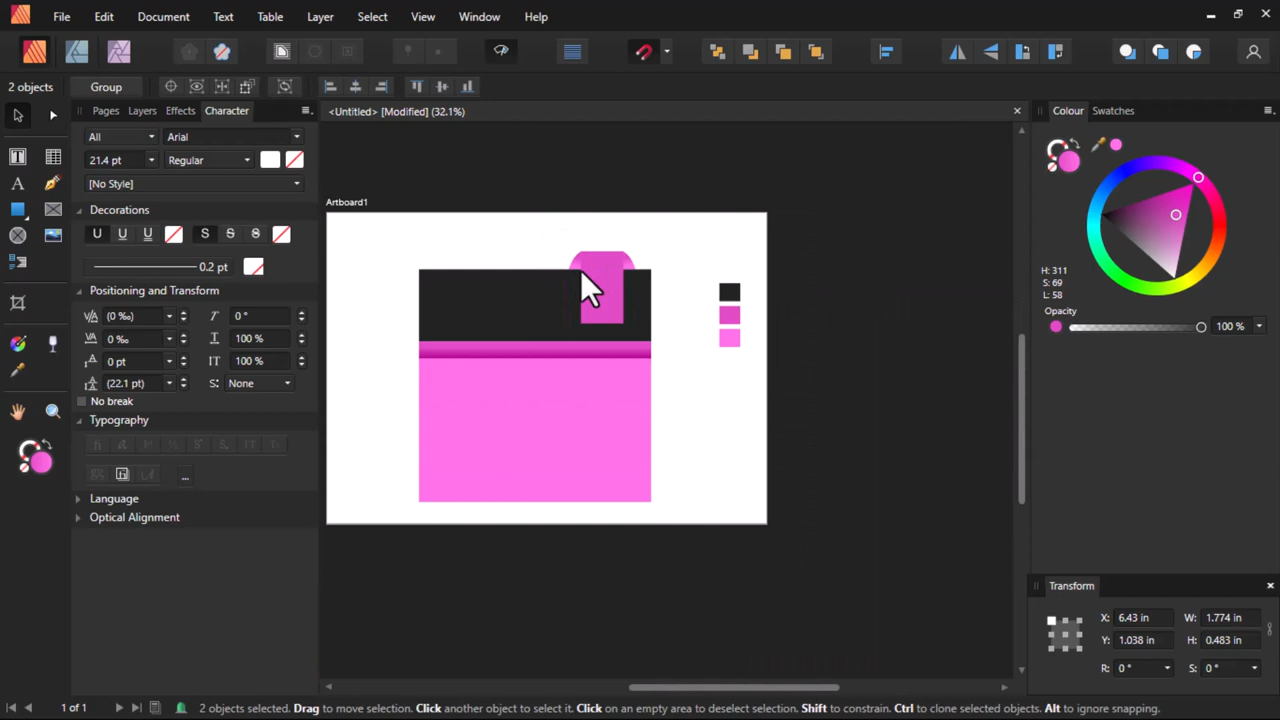 File Edit Document Text Table Layer Select View Window Help
2 objects Group
Pages Layers Effects Character
<Untitled> [Modified] (32.1%)
Colour Swatches
All Arial
21.4 pt Regular
[No Style]
Decorations
U U U S S S
0.2 pt
Positioning and Transform
VA (0 ‰) T 0 °
VA 0 ‰ T 100 %
A 0 pt TT 100 %
A (22.1 pt) S: None
No break
Typography
...
Language
Optical Alignment
Artboard1
H: 311
S: 69
L: 58
Opacity
100 %
Transform
X: 6.43 in W: 1.774 in
Y: 1.038 in H: 0.483 in
R: 0 ° S: 0 °
1 of 1 2 objects selected. Drag to move selection. Click another object to select it. Click on an empty area to deselect selection. Shift to constrain. Ctrl to clone selected objects. Alt to ignore snapping.